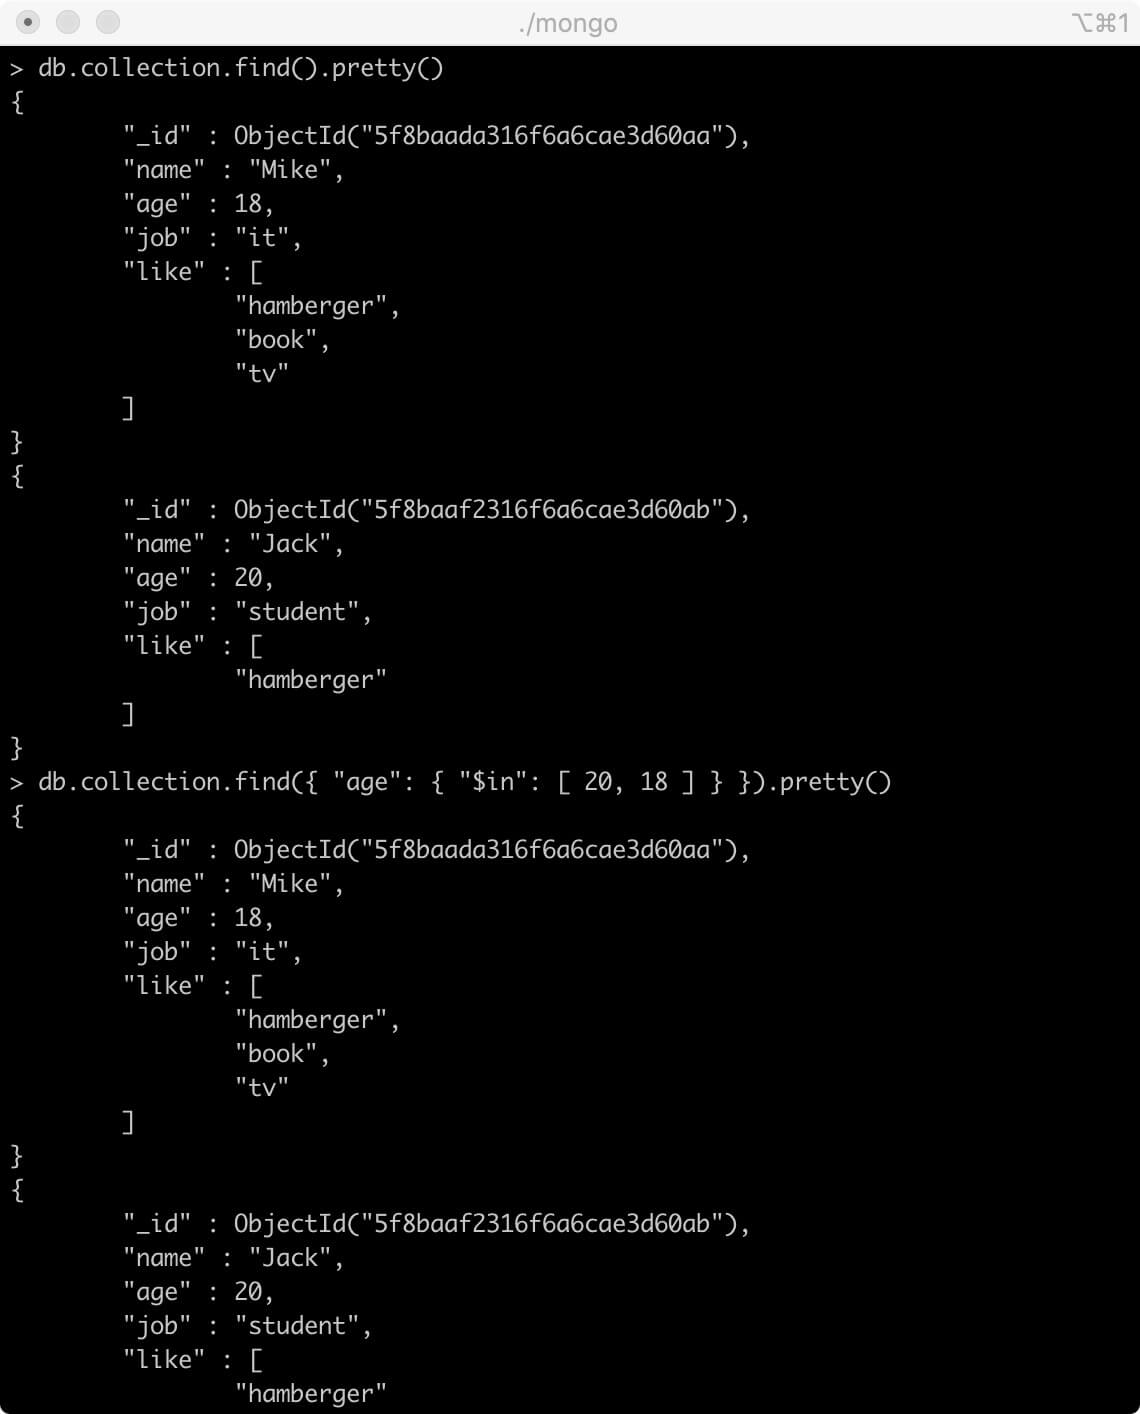 ./mongo ⌥⌘1
> db.collection.find().pretty()
{
        "_id" : ObjectId("5f8baada316f6a6cae3d60aa"),
        "name" : "Mike",
        "age" : 18,
        "job" : "it",
        "like" : [
                "hamberger",
                "book",
                "tv"
        ]
}
{
        "_id" : ObjectId("5f8baaf2316f6a6cae3d60ab"),
        "name" : "Jack",
        "age" : 20,
        "job" : "student",
        "like" : [
                "hamberger"
        ]
}
> db.collection.find({ "age": { "$in": [ 20, 18 ] } }).pretty()
{
        "_id" : ObjectId("5f8baada316f6a6cae3d60aa"),
        "name" : "Mike",
        "age" : 18,
        "job" : "it",
        "like" : [
                "hamberger",
                "book",
                "tv"
        ]
}
{
        "_id" : ObjectId("5f8baaf2316f6a6cae3d60ab"),
        "name" : "Jack",
        "age" : 20,
        "job" : "student",
        "like" : [
                "hamberger"